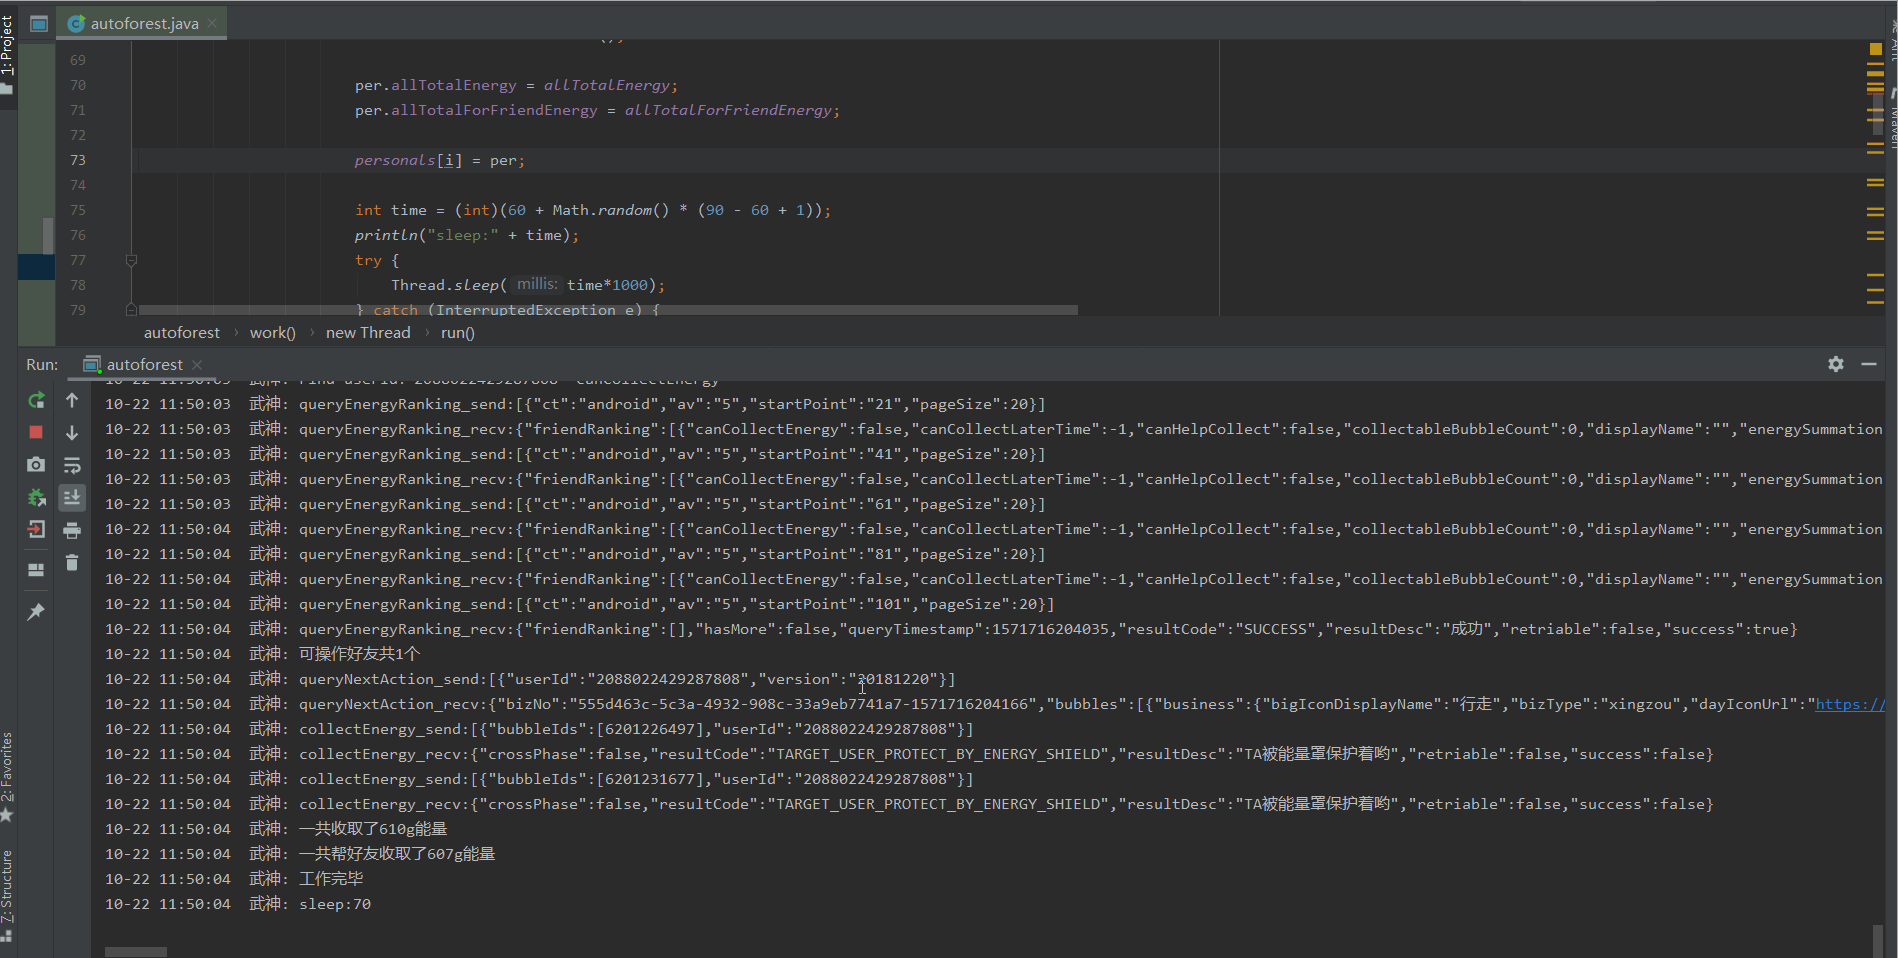 1: Project
autoforest.java
69
70 per.allTotalEnergy = allTotalEnergy;
71 per.allTotalForFriendEnergy = allTotalForFriendEnergy;
72
73 personals[i] = per;
74
75 int time = (int)(60 + Math.random() * (90 - 60 + 1));
76 println("sleep:" + time);
77 try {
78 Thread.sleep( millis: time*1000);
79 } catch (InterruptedException e) {
autoforest › work() › new Thread › run()
Run: autoforest
10-22 11:50:03 武神: Find userId: 2088022429287808 canCollectEnergy
10-22 11:50:03 武神: queryEnergyRanking_send:[{"ct":"android","av":"5","startPoint":"21","pageSize":20}]
10-22 11:50:03 武神: queryEnergyRanking_recv:{"friendRanking":[{"canCollectEnergy":false,"canCollectLaterTime":-1,"canHelpCollect":false,"collectableBubbleCount":0,"displayName":"","energySummation
10-22 11:50:03 武神: queryEnergyRanking_send:[{"ct":"android","av":"5","startPoint":"41","pageSize":20}]
10-22 11:50:03 武神: queryEnergyRanking_recv:{"friendRanking":[{"canCollectEnergy":false,"canCollectLaterTime":-1,"canHelpCollect":false,"collectableBubbleCount":0,"displayName":"","energySummation
10-22 11:50:03 武神: queryEnergyRanking_send:[{"ct":"android","av":"5","startPoint":"61","pageSize":20}]
10-22 11:50:04 武神: queryEnergyRanking_recv:{"friendRanking":[{"canCollectEnergy":false,"canCollectLaterTime":-1,"canHelpCollect":false,"collectableBubbleCount":0,"displayName":"","energySummation
10-22 11:50:04 武神: queryEnergyRanking_send:[{"ct":"android","av":"5","startPoint":"81","pageSize":20}]
10-22 11:50:04 武神: queryEnergyRanking_recv:{"friendRanking":[{"canCollectEnergy":false,"canCollectLaterTime":-1,"canHelpCollect":false,"collectableBubbleCount":0,"displayName":"","energySummation
10-22 11:50:04 武神: queryEnergyRanking_send:[{"ct":"android","av":"5","startPoint":"101","pageSize":20}]
10-22 11:50:04 武神: queryEnergyRanking_recv:{"friendRanking":[],"hasMore":false,"queryTimestamp":1571716204035,"resultCode":"SUCCESS","resultDesc":"成功","retriable":false,"success":true}
10-22 11:50:04 武神: 可操作好友共1个
10-22 11:50:04 武神: queryNextAction_send:[{"userId":"2088022429287808","version":"20181220"}]
10-22 11:50:04 武神: queryNextAction_recv:{"bizNo":"555d463c-5c3a-4932-908c-33a9eb7741a7-1571716204166","bubbles":[{"business":{"bigIconDisplayName":"行走","bizType":"xingzou","dayIconUrl":"https://
10-22 11:50:04 武神: collectEnergy_send:[{"bubbleIds":[6201226497],"userId":"2088022429287808"}]
10-22 11:50:04 武神: collectEnergy_recv:{"crossPhase":false,"resultCode":"TARGET_USER_PROTECT_BY_ENERGY_SHIELD","resultDesc":"TA被能量罩保护着哟","retriable":false,"success":false}
10-22 11:50:04 武神: collectEnergy_send:[{"bubbleIds":[6201231677],"userId":"2088022429287808"}]
10-22 11:50:04 武神: collectEnergy_recv:{"crossPhase":false,"resultCode":"TARGET_USER_PROTECT_BY_ENERGY_SHIELD","resultDesc":"TA被能量罩保护着哟","retriable":false,"success":false}
10-22 11:50:04 武神: 一共收取了610g能量
10-22 11:50:04 武神: 一共帮好友收取了607g能量
10-22 11:50:04 武神: 工作完毕
10-22 11:50:04 武神: sleep:70
2: Favorites
7: Structure
Ant
Maven